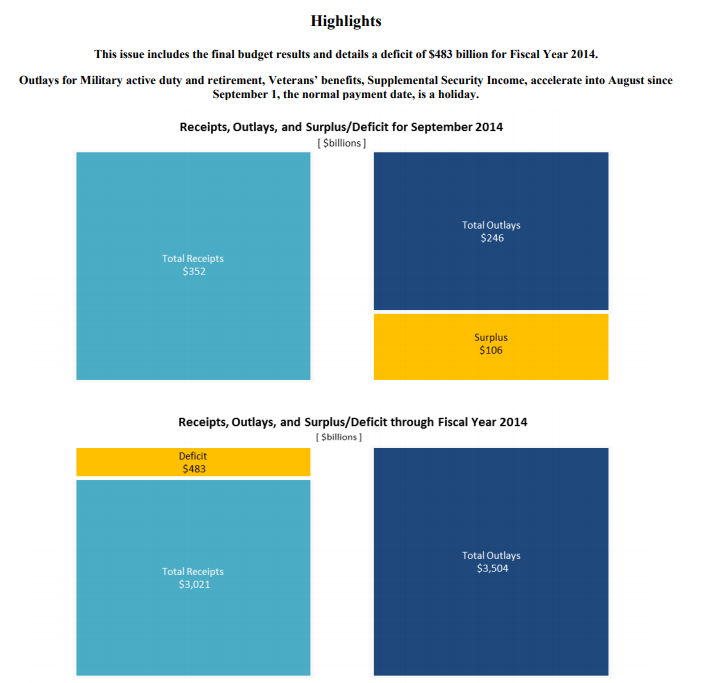 Highlights
This issue includes the final budget results and details a deficit of $483 billion for Fiscal Year 2014.
Outlays for Military active duty and retirement, Veterans’ benefits, Supplemental Security Income, accelerate into August since
September 1, the normal payment date, is a holiday.
Receipts, Outlays, and Surplus/Deficit for September 2014
[ $billions ]
Total Receipts
$352
Total Outlays
$246
Surplus
$106
Receipts, Outlays, and Surplus/Deficit through Fiscal Year 2014
[ $billions ]
Deficit
$483
Total Receipts
$3,021
Total Outlays
$3,504